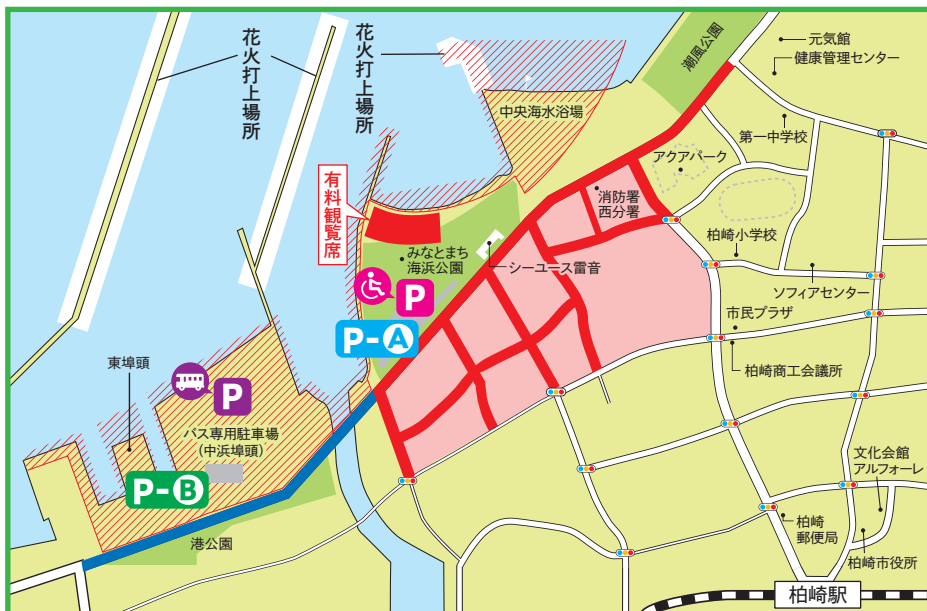 花火打上場所
花火打上場所
潮風公園
元気館
健康管理センター
中央海水浴場
第一中学校
アクアパーク
有料観覧席
消防署
西分署
みなとまち
海浜公園
シーユース雷音
柏崎小学校
ソフィアセンター
P
P-A
市民プラザ
柏崎商工会議所
東埠頭
P
バス専用駐車場
(中浜埠頭)
P-B
港公園
文化会館
アルフォーレ
柏崎
郵便局
柏崎市役所
柏崎駅